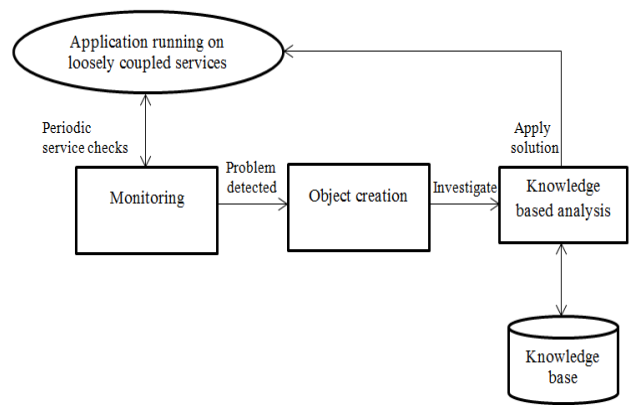 Application running on
loosely coupled services
Periodic
service checks
Apply
solution
Monitoring
Problem
detected
Object creation
Investigate
Knowledge
based analysis
Knowledge
base